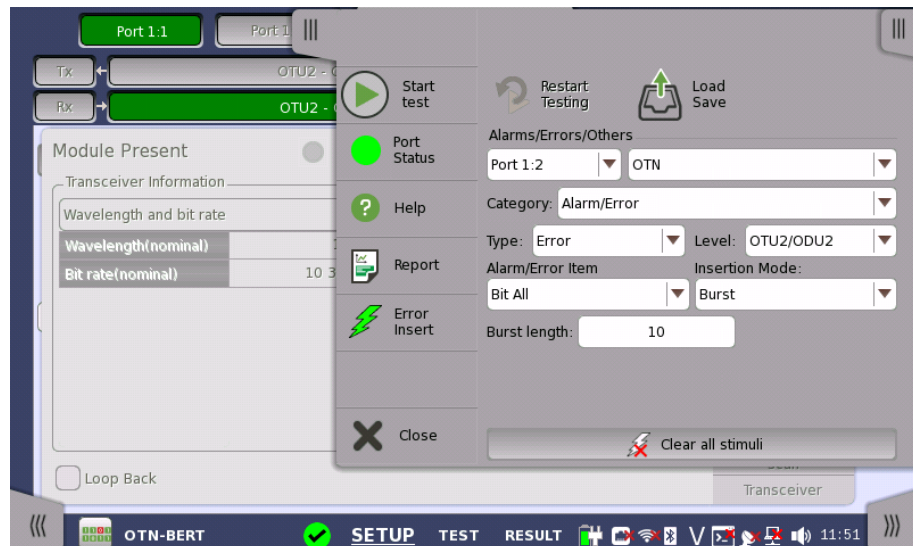 Port 1:1
Port 1
Tx
OTU2 -
Rx
OTU2 -
Module Present
Transceiver Information
Wavelength and bit rate
Wavelength(nominal)
Bit rate(nominal) 10 3
Loop Back
Start test
Port Status
Help
Report
Error Insert
Close
Restart Testing
Load Save
Alarms/Errors/Others
Port 1:2 OTN
Category: Alarm/Error
Type: Error Level: OTU2/ODU2
Alarm/Error Item Insertion Mode:
Bit All Burst
Burst length: 10
Clear all stimuli
Transceiver
OTN-BERT SETUP TEST RESULT 11:51